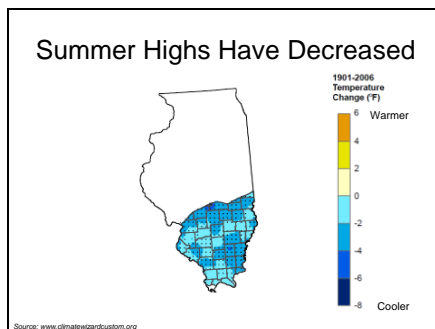 Summer Highs Have Decreased
1901-2006
Temperature
Change (°F)
6
Warmer
4
2
0
-2
-4
-6
-8
Cooler
Source: www.climatewizardcustom.org